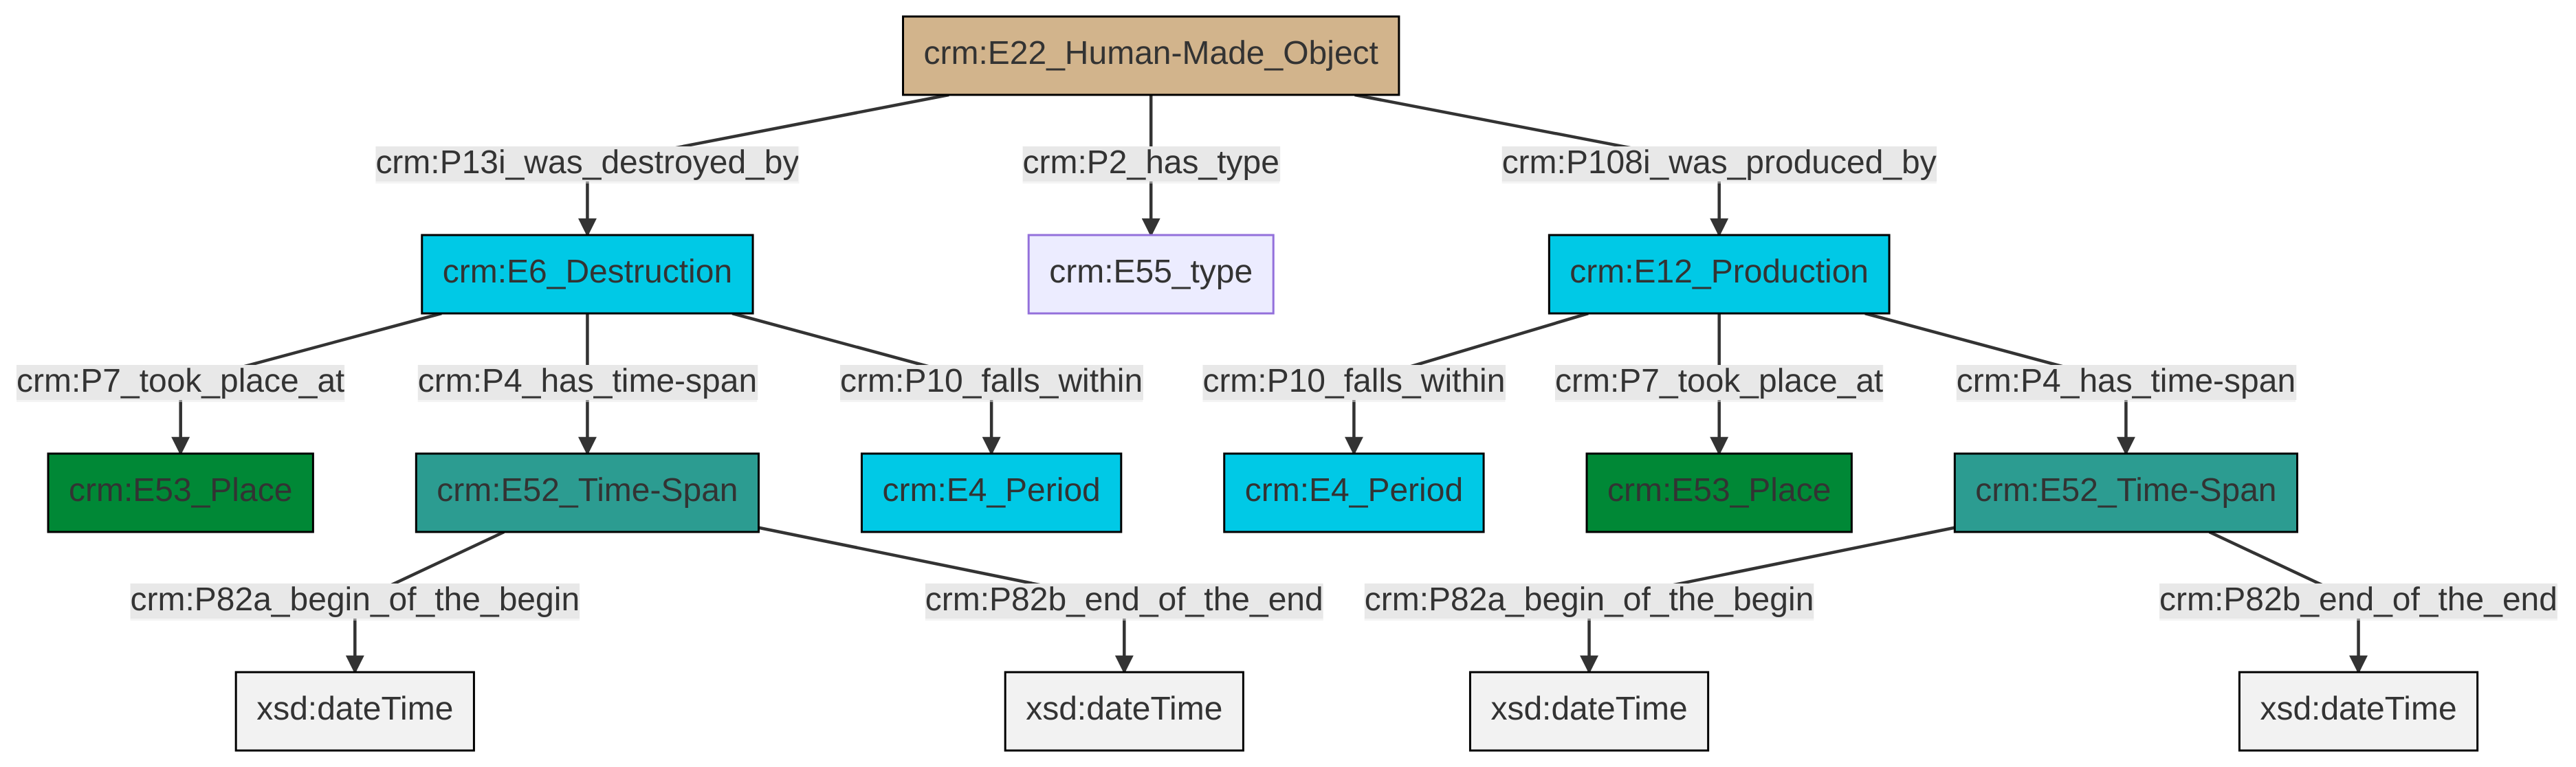 crm:E22_Human-Made_Object
crm:P13i_was_destroyed_by
crm:P2_has_type
crm:P108i_was_produced_by
crm:E6_Destruction
crm:E55_type
crm:E12_Production
crm:P7_took_place_at
crm:P4_has_time-span
crm:P10_falls_within
crm:P10_falls_within
crm:P7_took_place_at
crm:P4_has_time-span
crm:E53_Place
crm:E52_Time-Span
crm:E4_Period
crm:E4_Period
crm:E53_Place
crm:E52_Time-Span
crm:P82a_begin_of_the_begin
crm:P82b_end_of_the_end
crm:P82a_begin_of_the_begin
crm:P82b_end_of_the_end
xsd:dateTime
xsd:dateTime
xsd:dateTime
xsd:dateTime